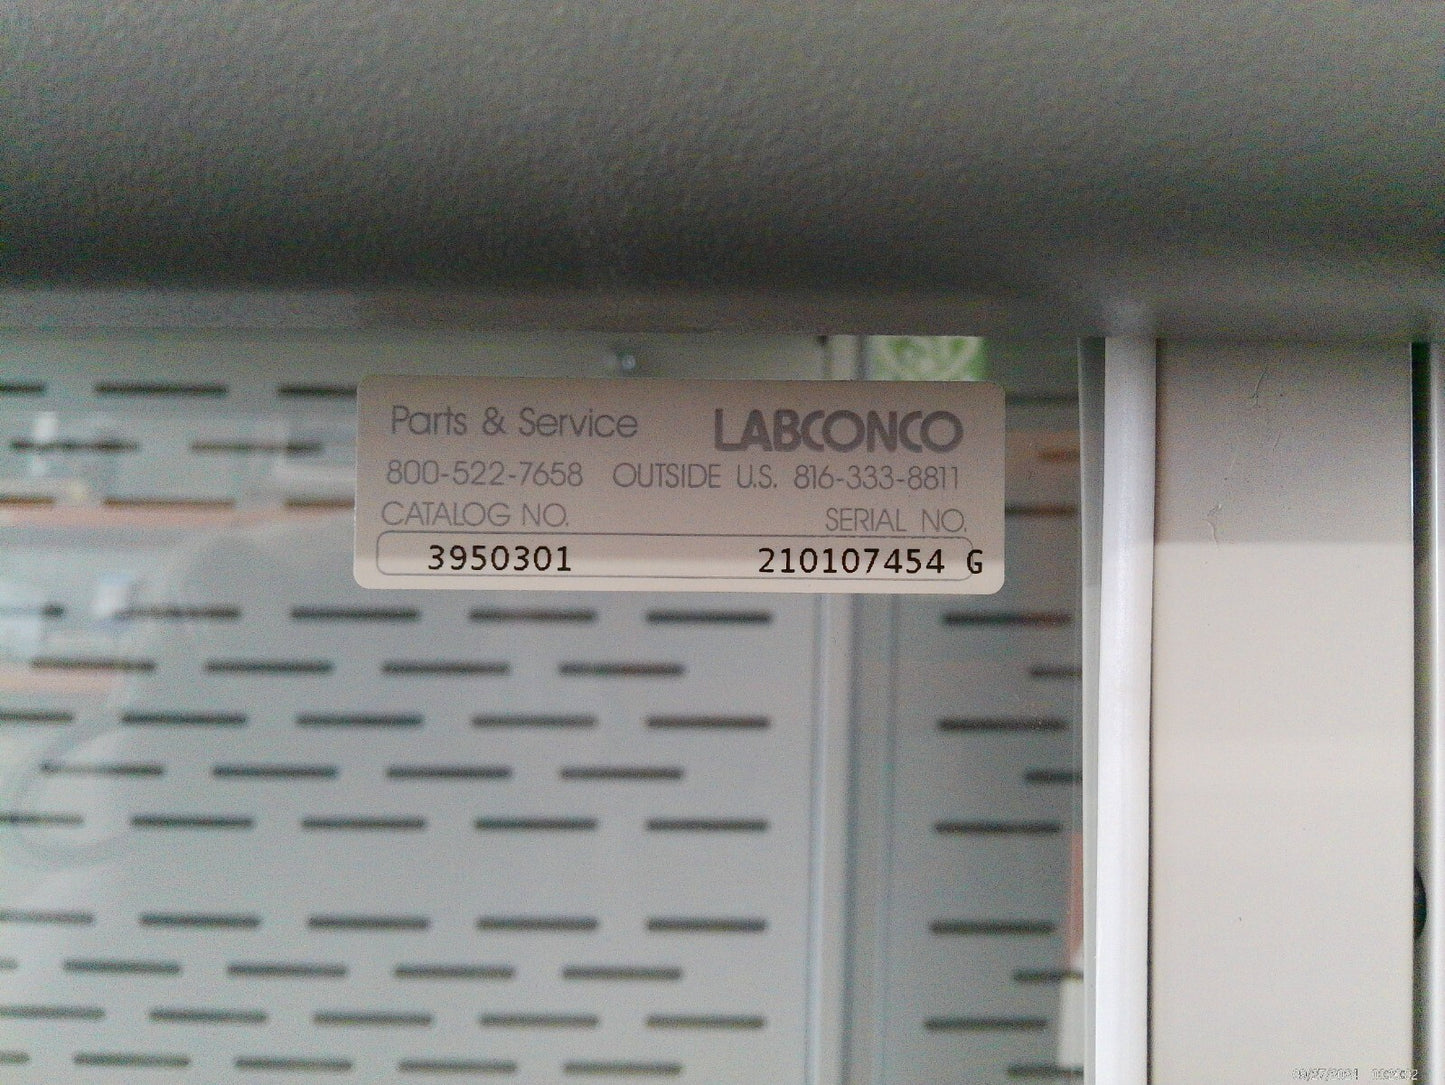 Parts & Service LABCONCO
800-522-7658 OUTSIDE U.S. 816-333-8811
CATALOG NO. SERIAL NO.
3950301 210107454 G